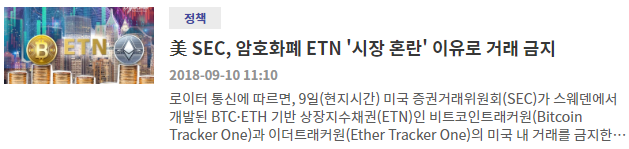 ETN
정책
美 SEC, 암호화폐 ETN '시장 혼란' 이유로 거래 금지
2018-09-10 11:10
로이터 통신에 따르면, 9일(현지시간) 미국 증권거래위원회(SEC)가 스웨덴에서
개발된 BTC·ETH 기반 상장지수채권(ETN)인 비트코인트래커원(Bitcoin
Tracker One)과 이더트래커원(Ether Tracker One)의 미국 내 거래를 금지한…